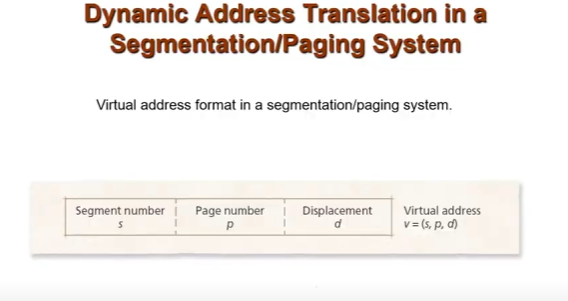 Dynamic Address Translation in a
Segmentation/Paging System
Virtual address format in a segmentation/paging system.
Segment number Page number Displacement Virtual address
s p d v = (s, p, d)